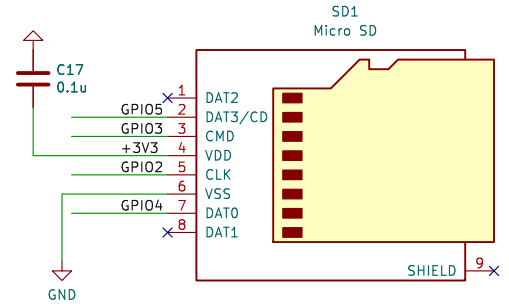 SD1
Micro SD
C17
0.1u
1 DAT2
GPIO5 2 DAT3/CD
GPIO3 3 CMD
+3V3 4 VDD
GPIO2 5 CLK
6 VSS
GPIO4 7 DAT0
8 DAT1
SHIELD 9
GND